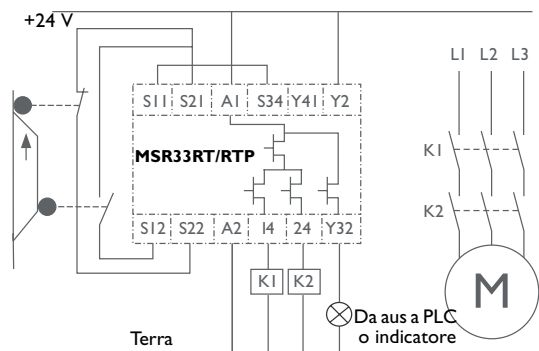 +24 V
L1 L2 L3
S11 S21 A1 S34 Y41 Y2
MSR33RT/RTP
K1
K2
S12 S22 A2 14 24 Y32
K1 K2
M
Da aus a PLC
o indicatore
Terra